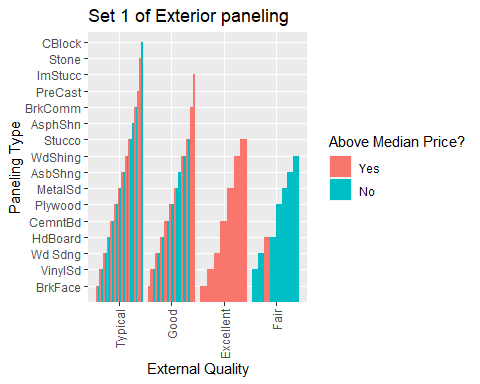 Set 1 of Exterior paneling
Paneling Type
CBlock
Stone
ImStucc
PreCast
BrkComm
AsphShn
Stucco
WdShing
AsbShng
MetalSd
Plywood
CemntBd
HdBoard
Wd Sdng
VinylSd
BrkFace
Typical
Good
Excellent
Fair
External Quality
Above Median Price?
Yes
No